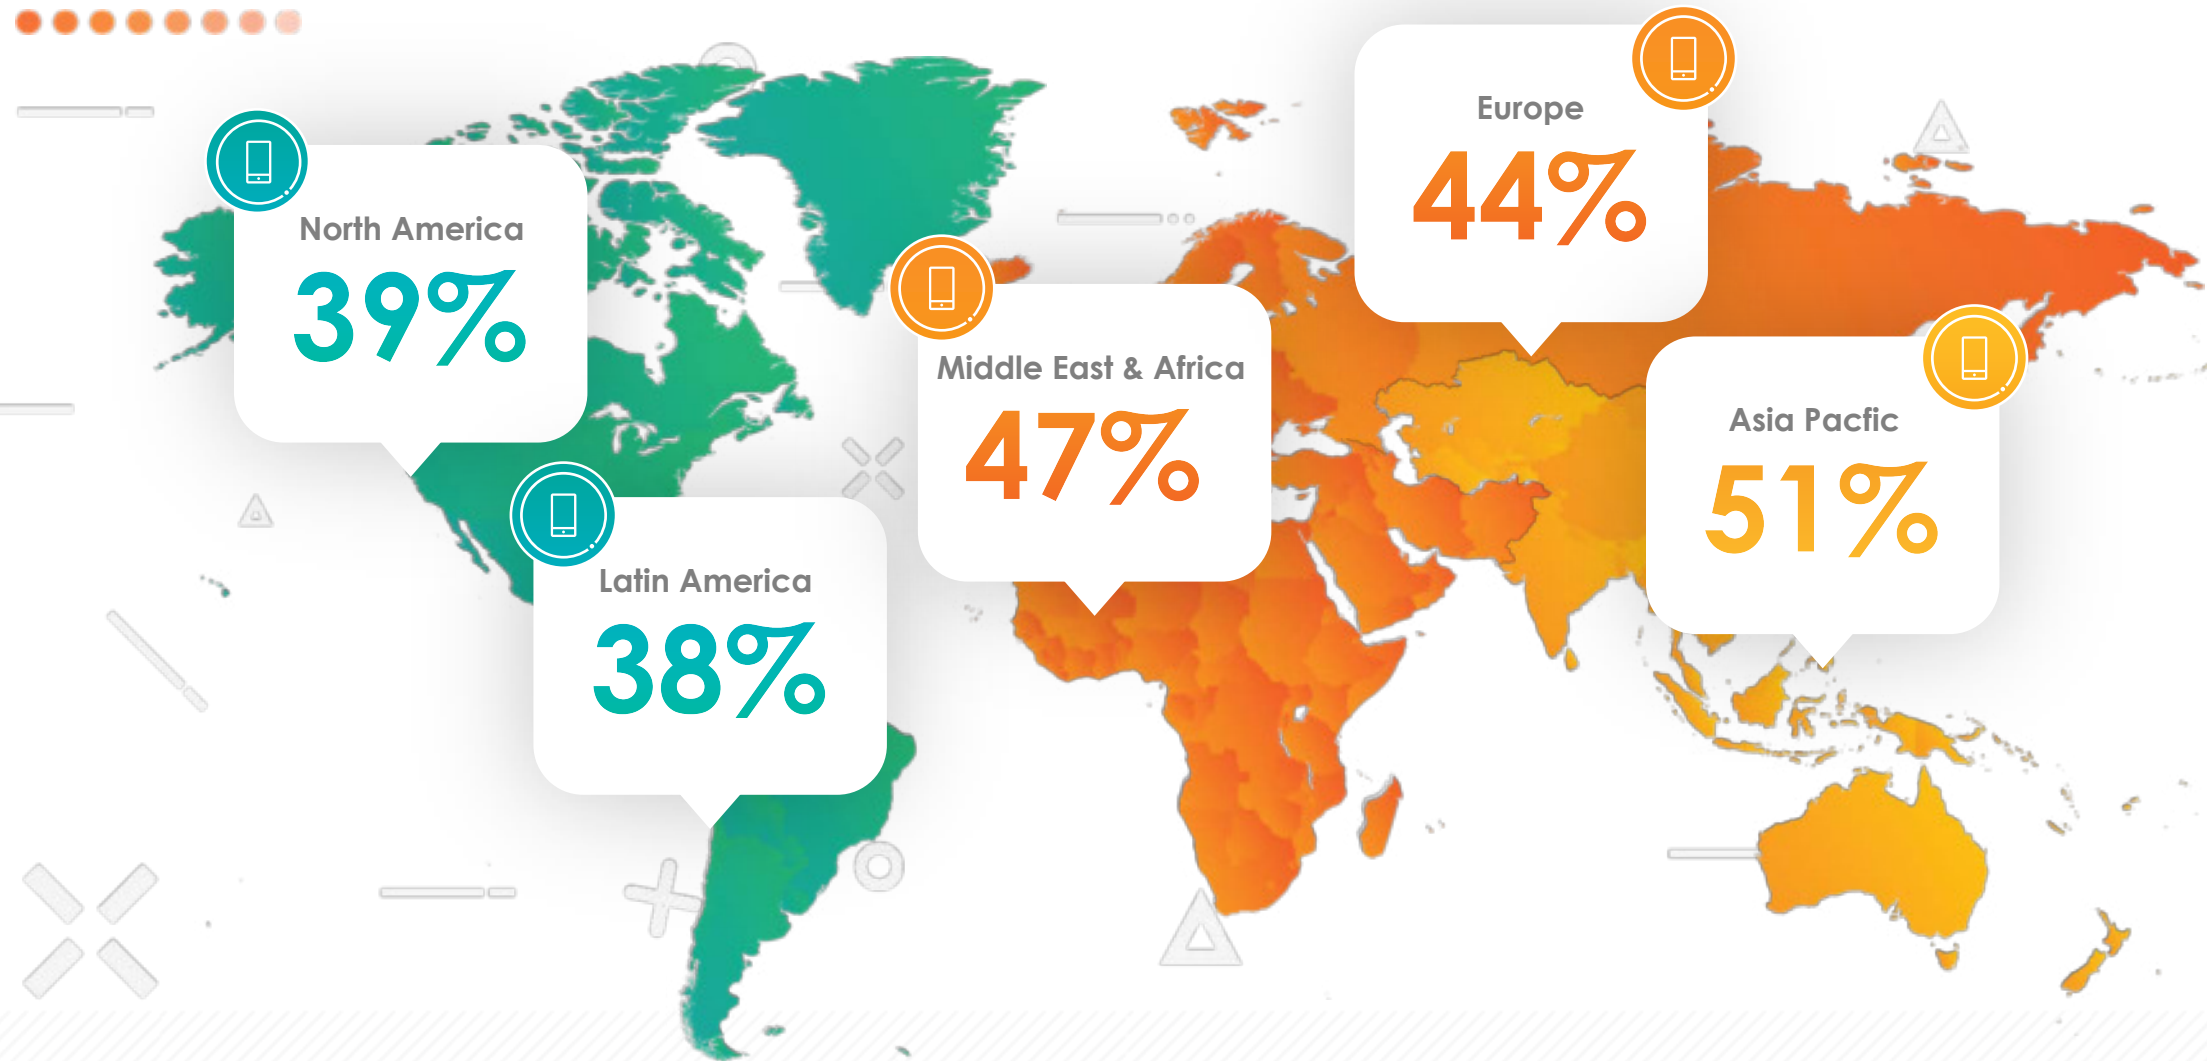 Europe
44%
North America
39%
Middle East & Africa
47%
Asia Pacfic
51%
Latin America
38%